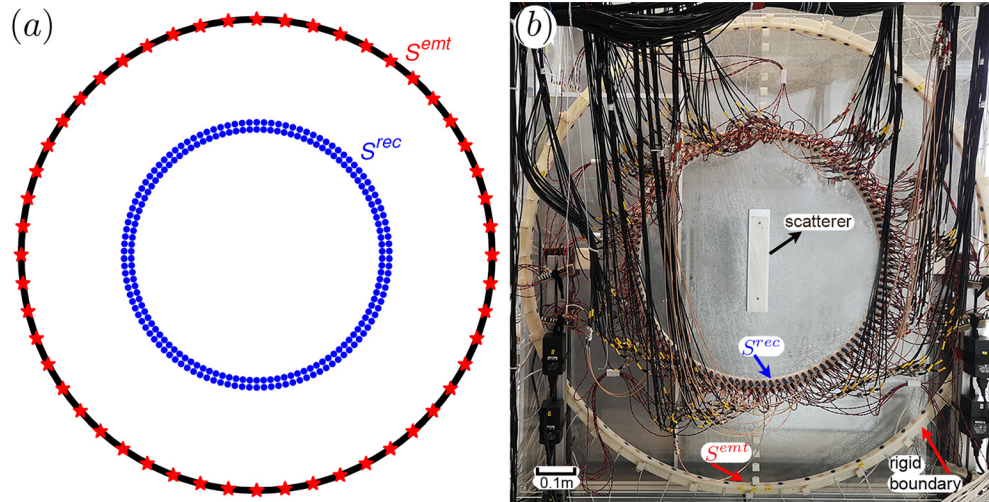 (a)
S^emt
S^rec
(b)
scatterer
S^rec
S^emt
rigid
boundary
0.1m